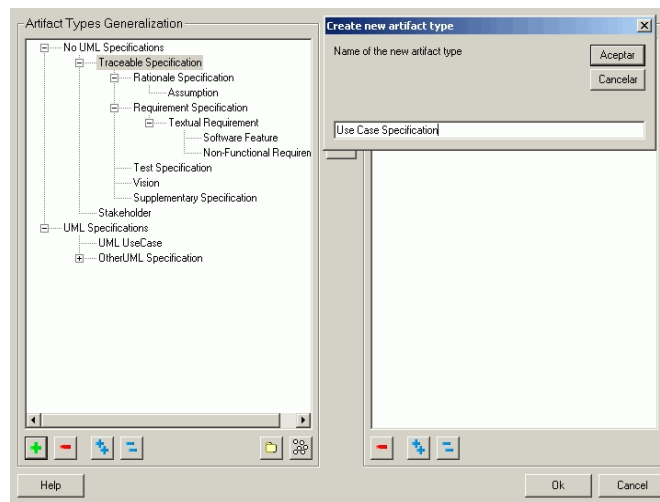 Artifact Types Generalization
No UML Specifications
Traceable Specification
Rationale Specification
Assumption
Requirement Specification
Textual Requirement
Software Feature
Non-Functional Requiren
Test Specification
Vision
Supplementary Specification
Stakeholder
UML Specifications
UML UseCase
OtherUML Specification
Create new artifact type
Name of the new artifact type
Aceptar
Cancelar
Use Case Specification
Help
Ok
Cancel